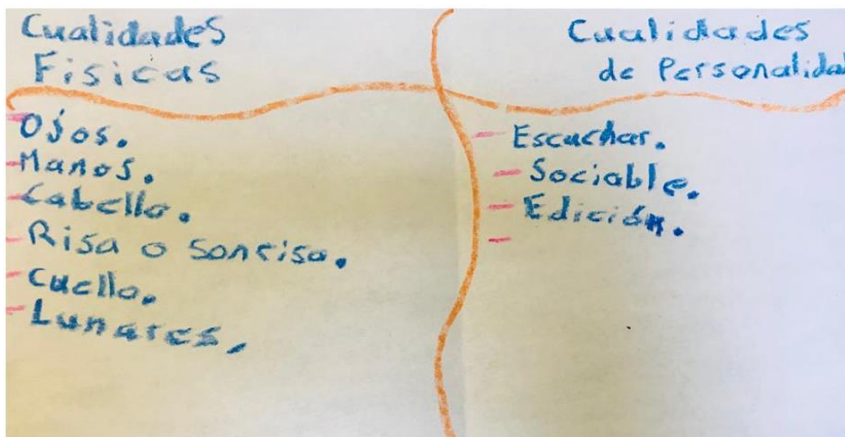 Cualidades
Fisicas
- Ojos.
- Manos.
- Cabello.
- Risa o Sonrisa.
- Cuello.
- Lunares.
Cualidades
de Personalidad
- Escuchar.
- Sociable.
- Edición.
-